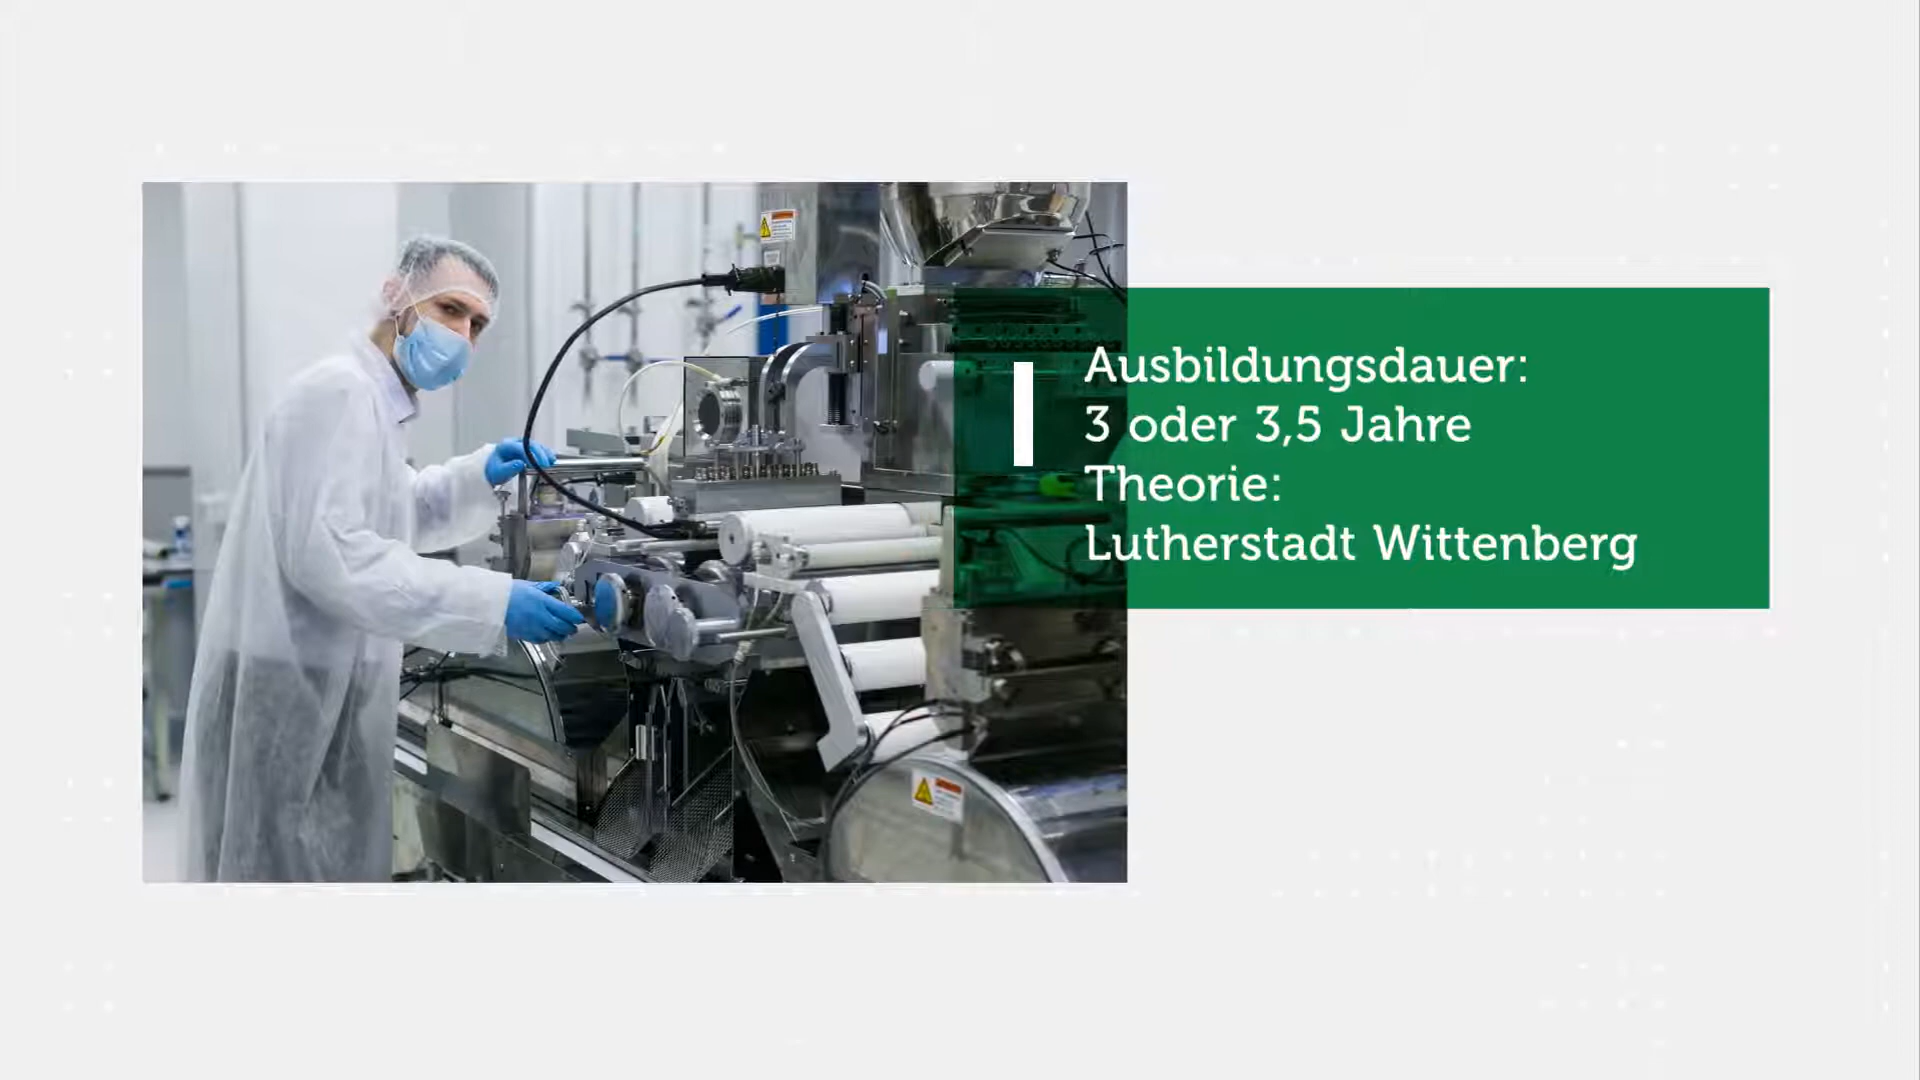 Ausbildungsdauer:
3 oder 3,5 Jahre
Theorie:
Lutherstadt Wittenberg